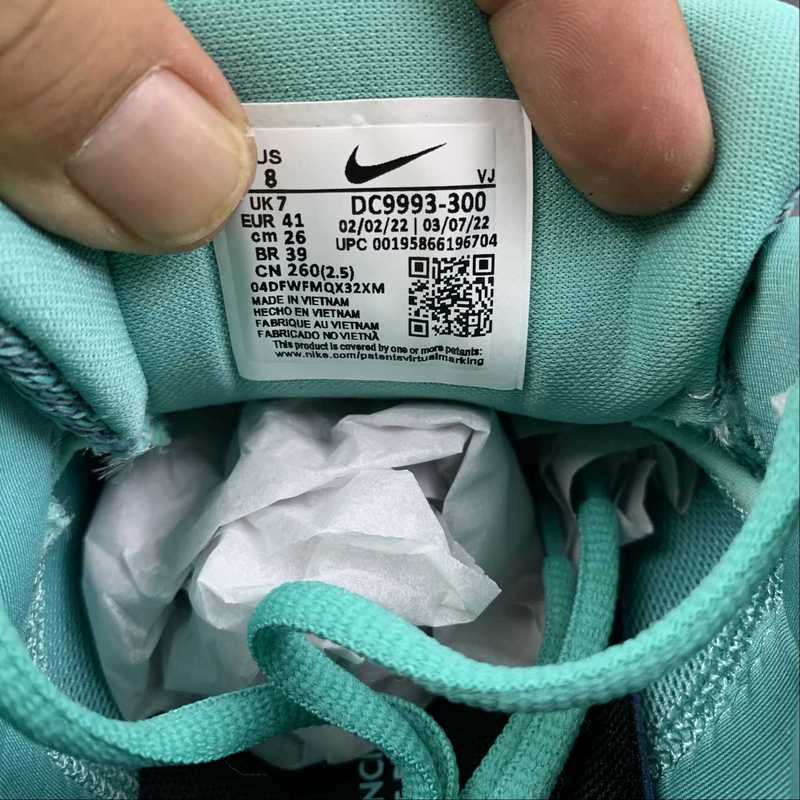 US
8
VJ
UK 7
DC9993-300
EUR 41
02/02/22 | 03/07/22
cm 26
UPC 00195866196704
BR 39
CN 260(2.5)
04DFWFMQX32XM
MADE IN VIETNAM
HECHO EN VIETNAM
FABRIQUE AU VIETNAM
FABRICADO NO VIETNÃ
This product is covered by one or more patents:
www.nike.com/patentsvirtualmarking